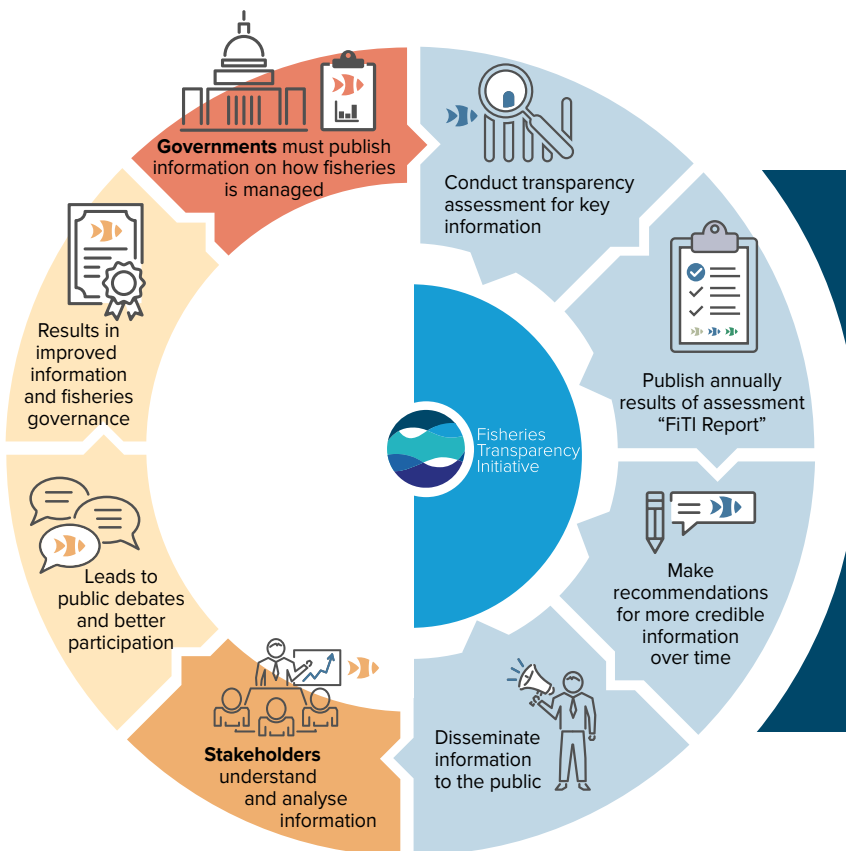 Governments must publish
information on how fisheries
is managed
Conduct transparency
assessment for key
information
Publish annually
results of assessment
“FiTI Report”
Make
recommendations
for more credible
information
over time
Disseminate
information
to the public
Stakeholders
understand
and analyse
information
Leads to
public debates
and better
participation
Results in
improved
information
and fisheries
governance
Fisheries
Transparency
Initiative